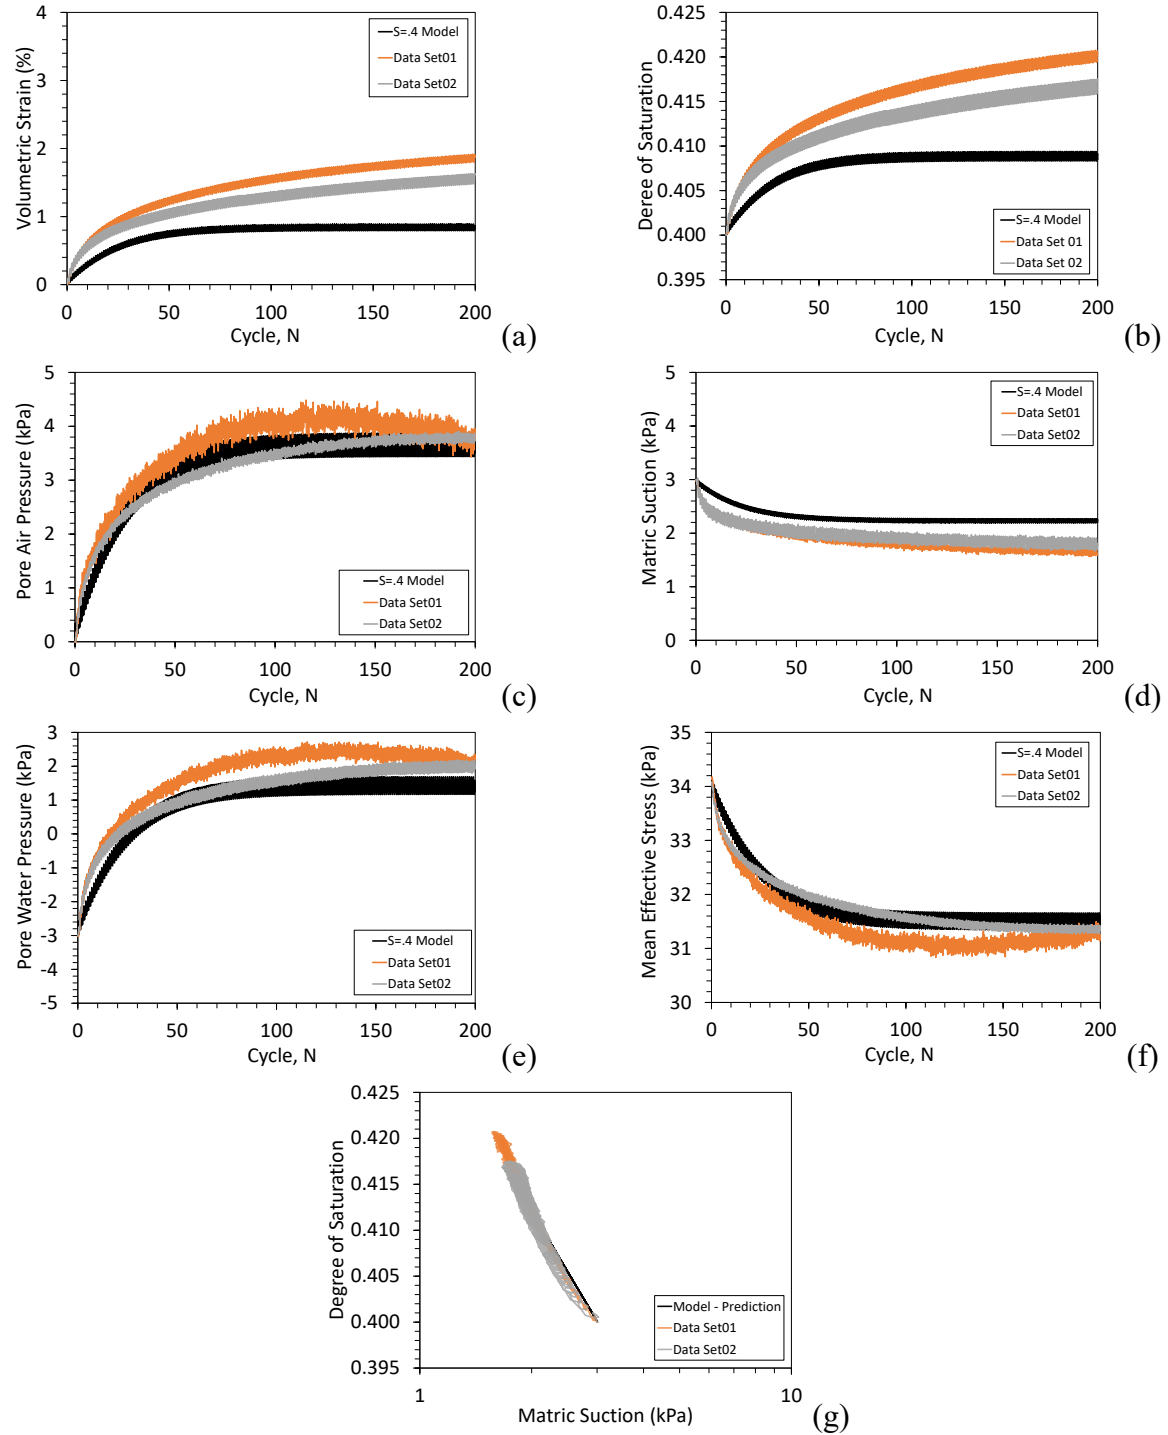 Volumetric Strain (%)
4
3
2
1
0
S=.4 Model
Data Set01
Data Set02
0 50 100 150 200
Cycle, N
(a)
Deree of Saturation
0.425
0.420
0.415
0.410
0.405
0.400
0.395
S=.4 Model
Data Set 01
Data Set 02
0 50 100 150 200
Cycle, N
(b)
Pore Air Pressure (kPa)
5
4
3
2
1
0
S=.4 Model
Data Set01
Data Set02
0 50 100 150 200
Cycle, N
(c)
Matric Suction (kPa)
5
4
3
2
1
0
S=.4 Model
Data Set01
Data Set02
0 50 100 150 200
Cycle, N
(d)
Pore Water Pressure (kPa)
3
2
1
0
-1
-2
-3
-4
-5
S=.4 Model
Data Set01
Data Set02
0 50 100 150 200
Cycle, N
(e)
Mean Effective Stress (kPa)
35
34
33
32
31
30
S=.4 Model
Data Set01
Data Set02
0 50 100 150 200
Cycle, N
(f)
Degree of Saturation
0.425
0.420
0.415
0.410
0.405
0.400
0.395
Model - Prediction
Data Set01
Data Set02
1 10
Matric Suction (kPa)
(g)